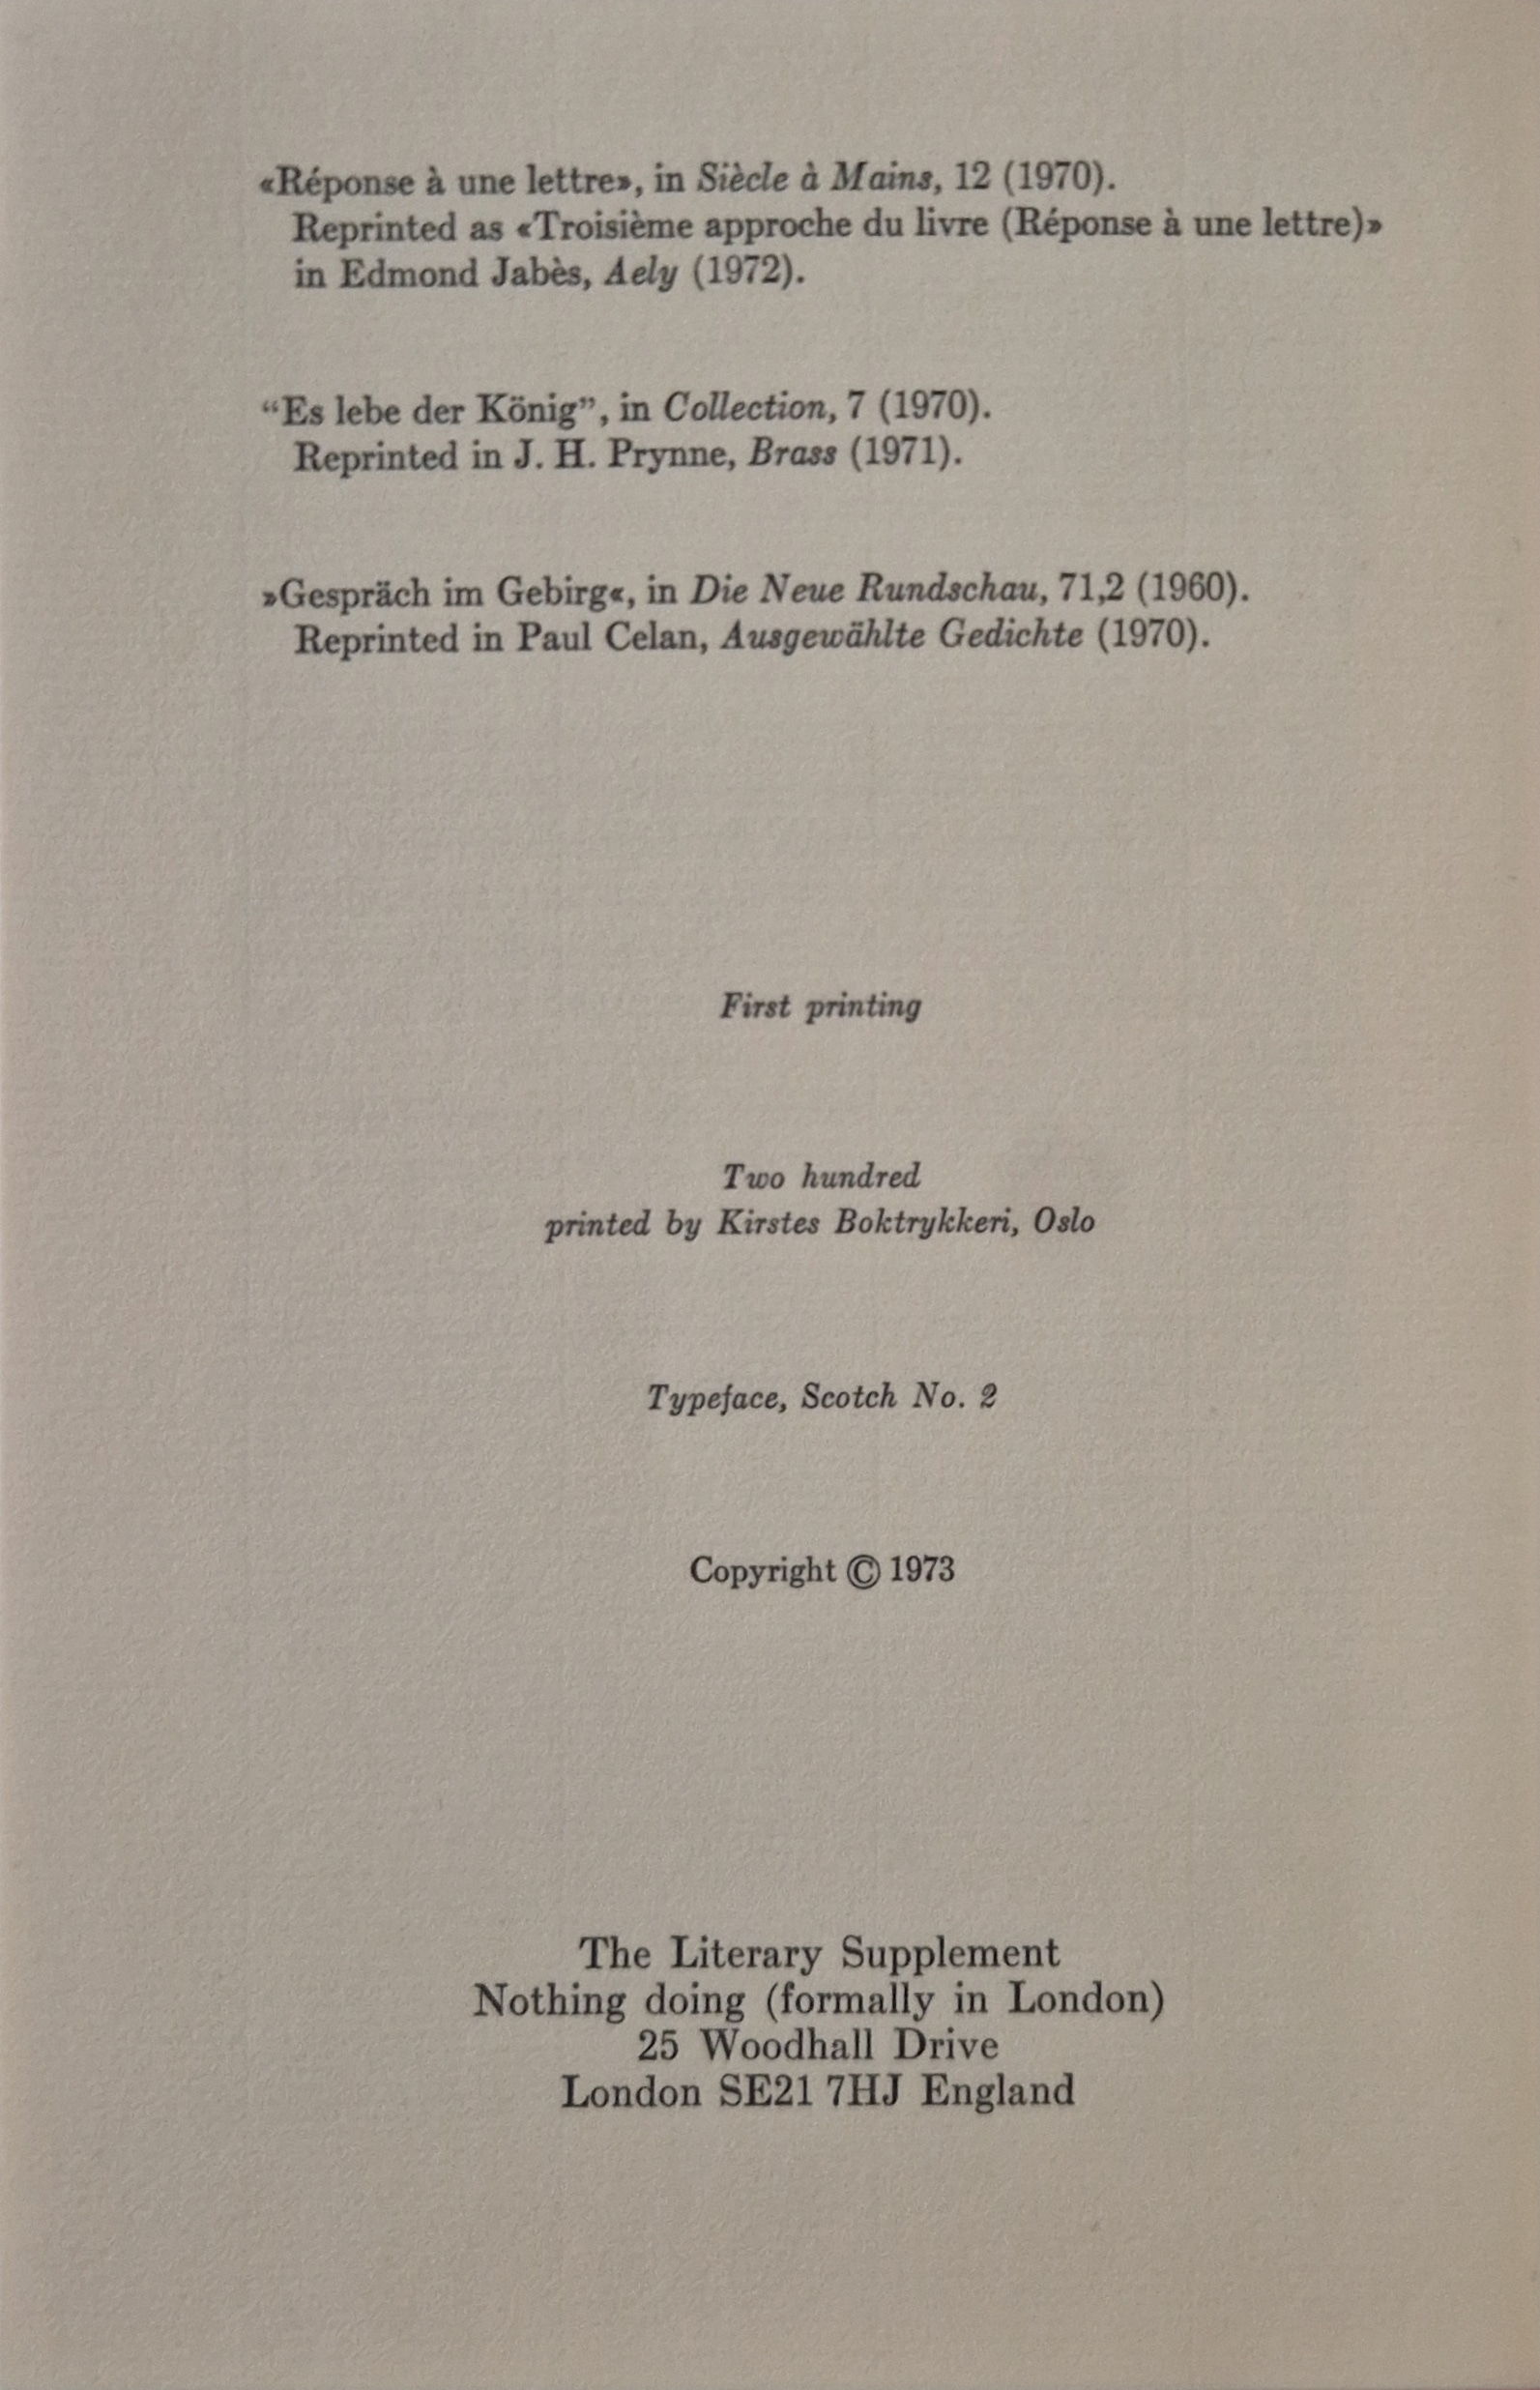 «Réponse à une lettre», in Siècle à Mains, 12 (1970).
Reprinted as «Troisième approche du livre (Réponse à une lettre)»
in Edmond Jabès, Aely (1972).
“Es lebe der König”, in Collection, 7 (1970).
Reprinted in J. H. Prynne, Brass (1971).
»Gespräch im Gebirg«, in Die Neue Rundschau, 71,2 (1960).
Reprinted in Paul Celan, Ausgewählte Gedichte (1970).
First printing
Two hundred
printed by Kirstes Boktrykkeri, Oslo
Typeface, Scotch No. 2
Copyright © 1973
The Literary Supplement
Nothing doing (formally in London)
25 Woodhall Drive
London SE21 7HJ England